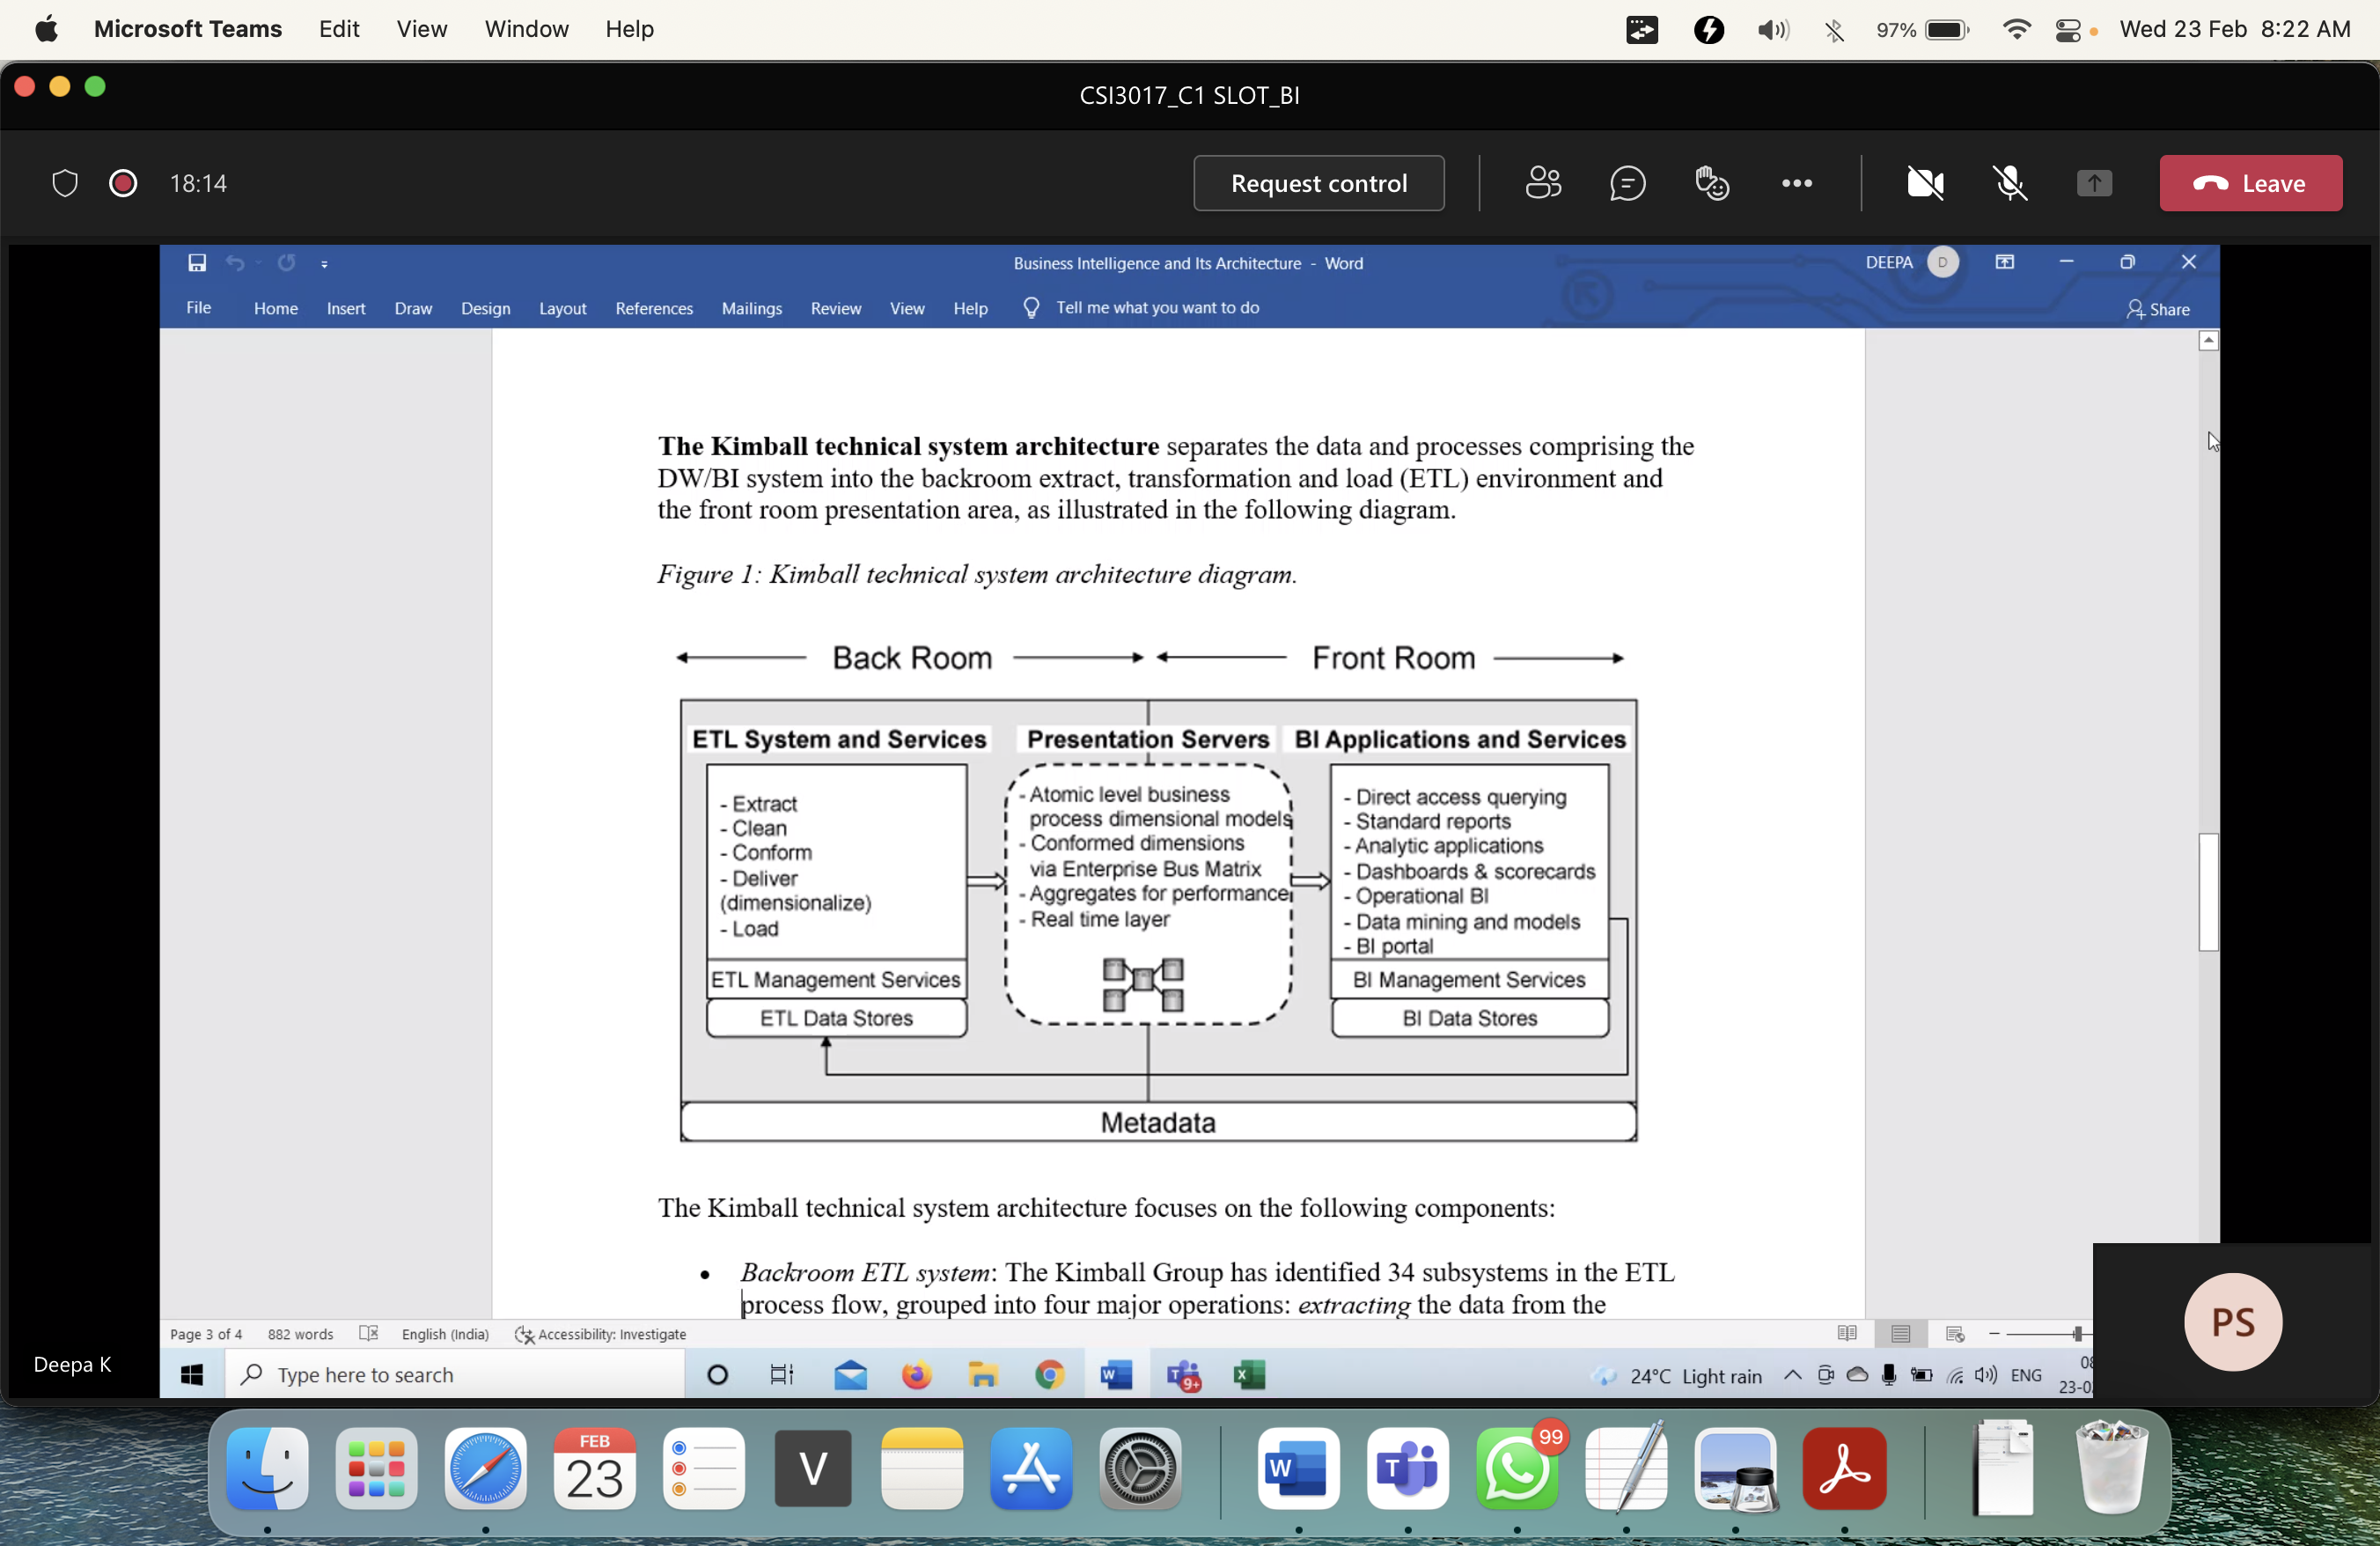 Microsoft Teams Edit View Window Help 97% Wed 23 Feb 8:22 AM
CSI3017_C1 SLOT_BI
18:14 Request control Leave
Business Intelligence and Its Architecture - Word DEEPA D
File Home Insert Draw Design Layout References Mailings Review View Help Tell me what you want to do Share
The Kimball technical system architecture separates the data and processes comprising the
DW/BI system into the backroom extract, transformation and load (ETL) environment and
the front room presentation area, as illustrated in the following diagram.
Figure 1: Kimball technical system architecture diagram.
Back Room Front Room
ETL System and Services
- Extract
- Clean
- Conform
- Deliver
(dimensionalize)
- Load
ETL Management Services
ETL Data Stores
Presentation Servers
- Atomic level business
process dimensional models
- Conformed dimensions
via Enterprise Bus Matrix
- Aggregates for performance
- Real time layer
BI Applications and Services
- Direct access querying
- Standard reports
- Analytic applications
- Dashboards & scorecards
- Operational BI
- Data mining and models
- BI portal
BI Management Services
BI Data Stores
Metadata
The Kimball technical system architecture focuses on the following components:
• Backroom ETL system: The Kimball Group has identified 34 subsystems in the ETL
process flow, grouped into four major operations: extracting the data from the
PS
Page 3 of 4 882 words English (India) Accessibility: Investigate
Deepa K
Type here to search W T 9+ X 24°C Light rain ENG
FEB
23
V
W
T
99